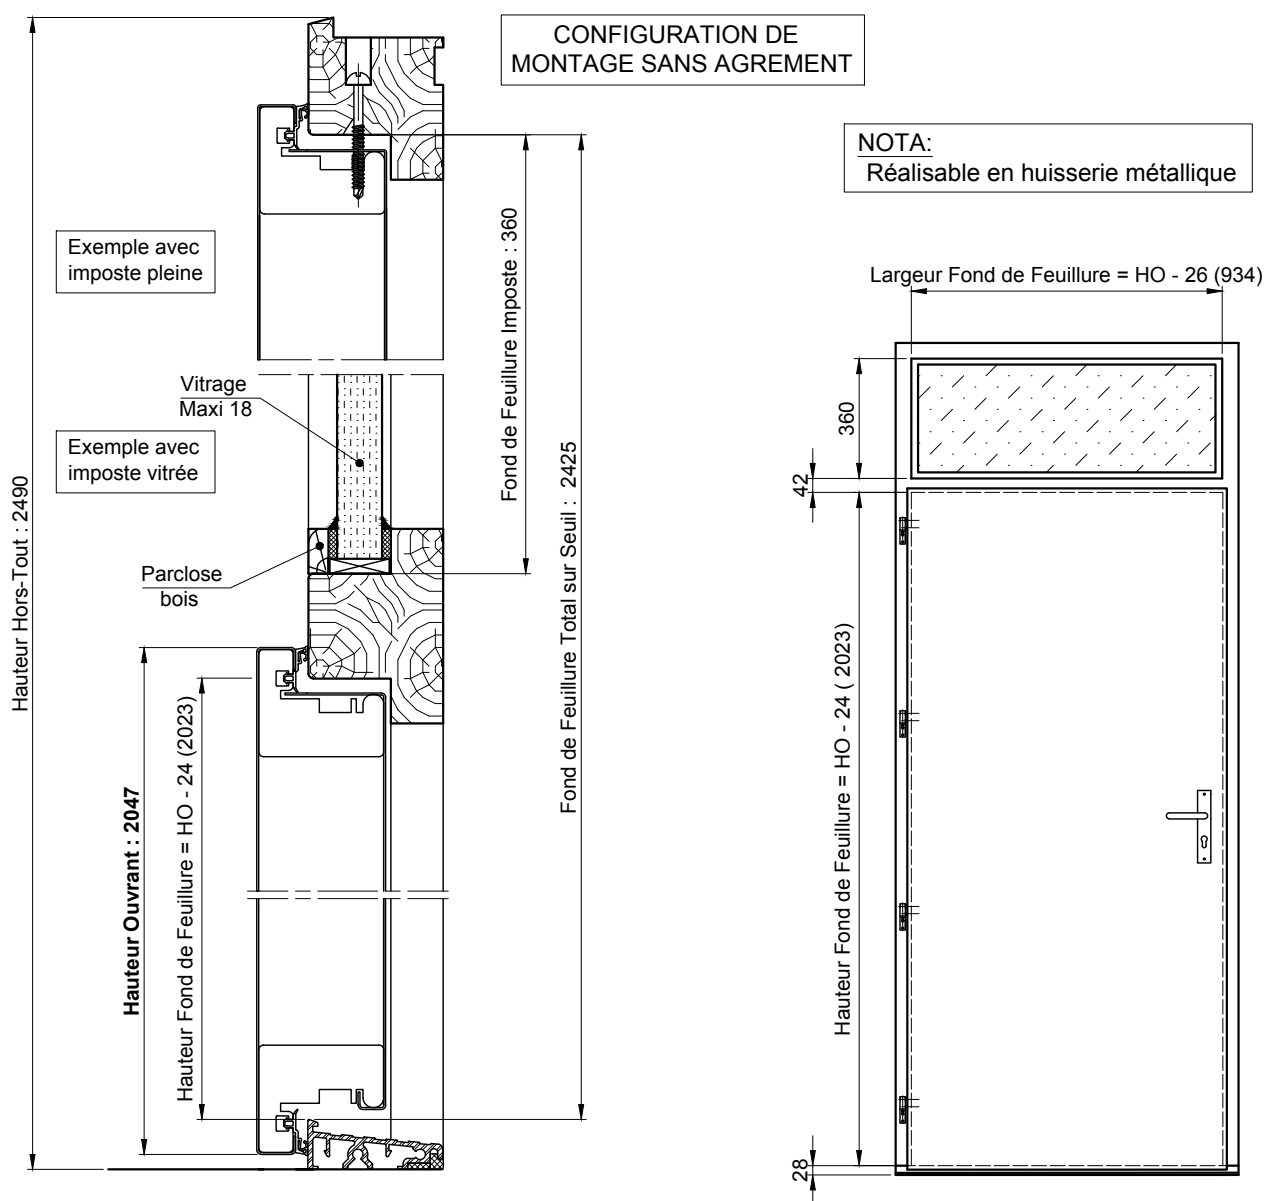 CONFIGURATION DE
MONTAGE SANS AGREMENT
NOTA:
Réalisable en huisserie métallique
Exemple avec
imposte pleine
Vitrage
Maxi 18
Exemple avec
imposte vitrée
Parclose
bois
Hauteur Hors-Tout : 2490
Hauteur Ouvrant : 2047
Hauteur Fond de Feuillure = HO - 24 (2023)
Fond de Feuillure Imposte : 360
Fond de Feuillure Total sur Seuil : 2425
Largeur Fond de Feuillure = HO - 26 (934)
360
42
Hauteur Fond de Feuillure = HO - 24 ( 2023)
28